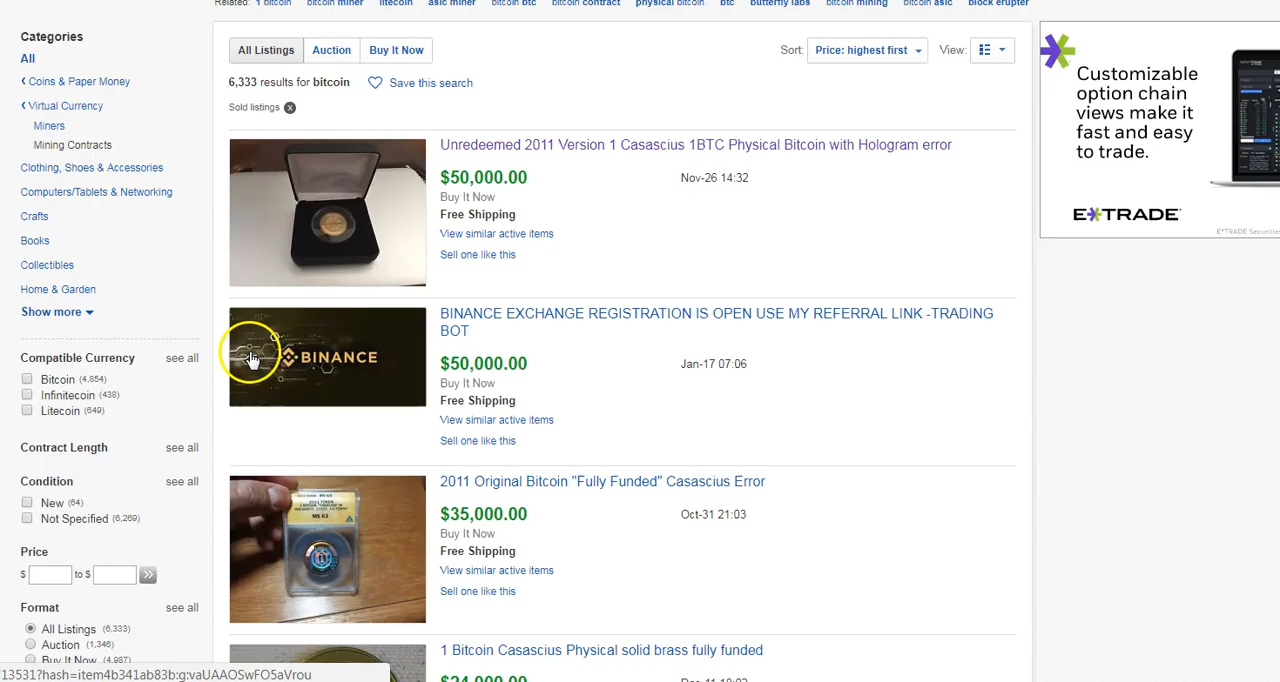 Related: 1 bitcoin bitcoin miner litecoin asic miner bitcoin btc bitcoin contract physical bitcoin btc butterfly labs bitcoin mining bitcoin asic block erupter
Categories
All
Coins & Paper Money
Virtual Currency
Miners
Mining Contracts
Clothing, Shoes & Accessories
Computers/Tablets & Networking
Crafts
Books
Collectibles
Home & Garden
Show more
Compatible Currency see all
Bitcoin (4,854)
Infinitecoin (438)
Litecoin (649)
Contract Length see all
Condition see all
New (64)
Not Specified (6,269)
Price
$ to $ »
Format see all
All Listings (6,333)
Auction (1,346)
Buy It Now (4,987)
13531?hash=item4b341ab83b:g:vaUAAOSwFO5aVrou
All Listings Auction Buy It Now
Sort: Price: highest first View:
6,333 results for bitcoin Save this search
Sold listings x
Unredeemed 2011 Version 1 Casascius 1BTC Physical Bitcoin with Hologram error
$50,000.00 Nov-26 14:32
Buy It Now
Free Shipping
View similar active items
Sell one like this
BINANCE
BINANCE EXCHANGE REGISTRATION IS OPEN USE MY REFERRAL LINK -TRADING
BOT
$50,000.00 Jan-17 07:06
Buy It Now
Free Shipping
View similar active items
Sell one like this
MS 63
2011 Original Bitcoin "Fully Funded" Casascius Error
$35,000.00 Oct-31 21:03
Buy It Now
Free Shipping
View similar active items
Sell one like this
1 Bitcoin Casascius Physical solid brass fully funded
$24,000.00 Dec-11 18:02
Customizable
option chain
views make it
fast and easy
to trade.
E*TRADE
E*TRADE Securities